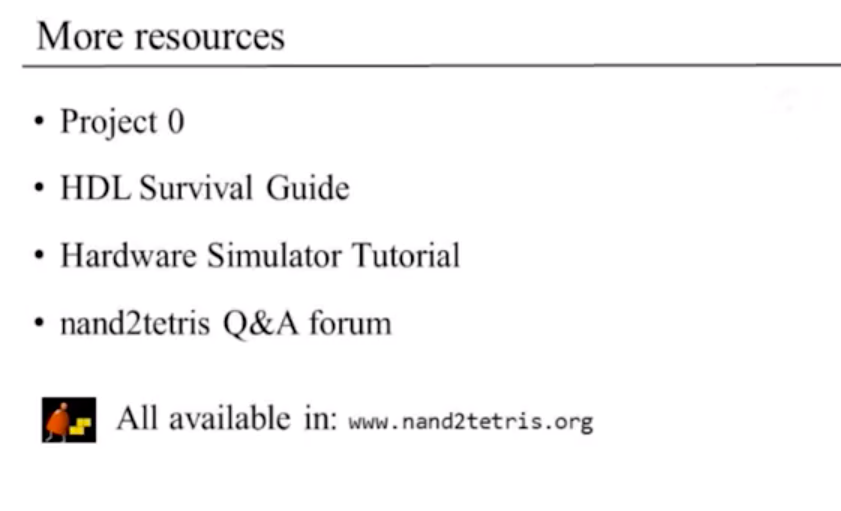 More resources
• Project 0
• HDL Survival Guide
• Hardware Simulator Tutorial
• nand2tetris Q&A forum
All available in: www.nand2tetris.org